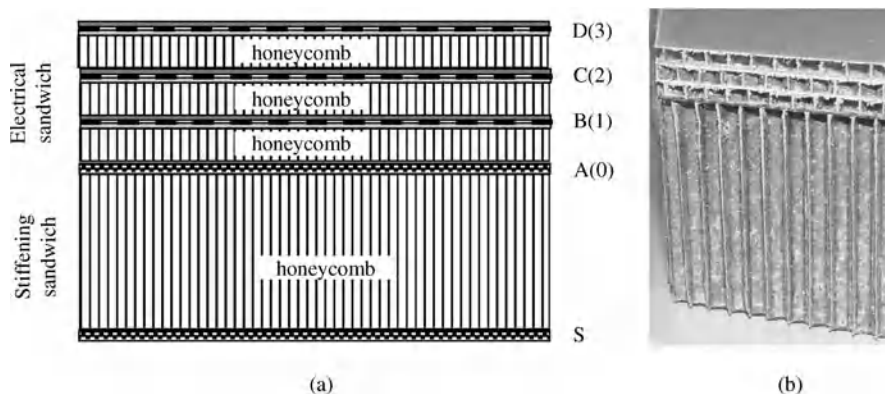 Electrical
sandwich
Stiffening
sandwich
honeycomb
honeycomb
honeycomb
honeycomb
D(3)
C(2)
B(1)
A(0)
S
(a)
(b)